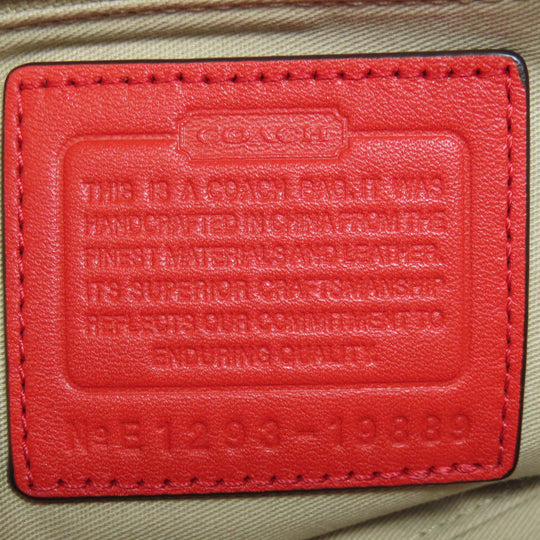 COACH
THIS IS A COACH BAG. IT WAS
HANDCRAFTED IN CHINA FROM THE
FINEST MATERIALS AND LEATHER.
ITS SUPERIOR CRAFTSMANSHIP
REFLECTS OUR COMMITMENT TO
ENDURING QUALITY.
No E1293-19889